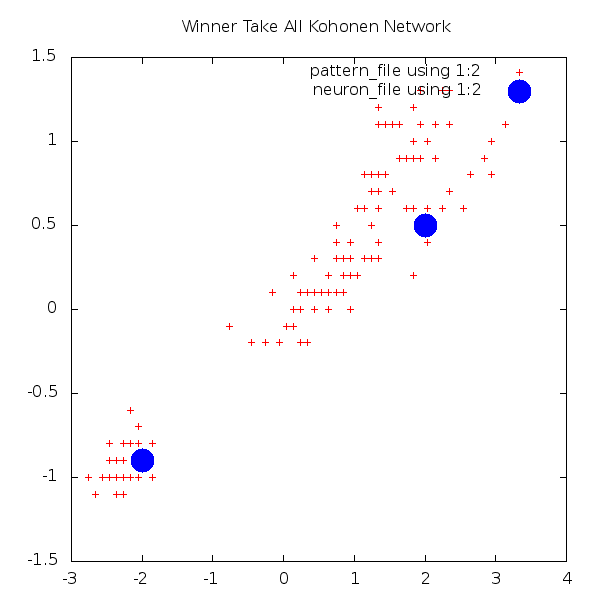 Winner Take All Kohonen Network
1.5
pattern_file using 1:2
neuron_file using 1:2
1
0.5
0
-0.5
-1
-1.5
-3 -2 -1 0 1 2 3 4